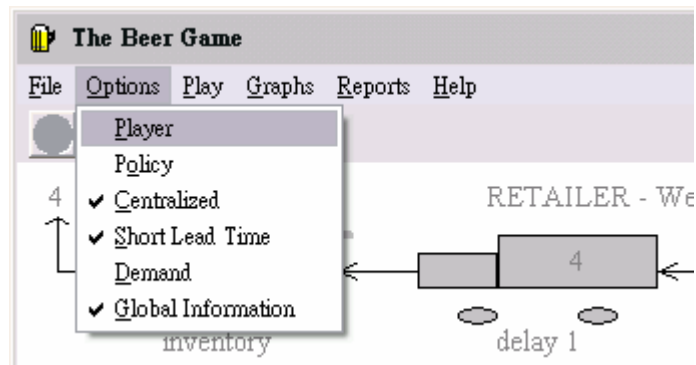 The Beer Game
File Options Play Graphs Reports Help
Player
Policy
4 Centralized RETAILER - We
Short Lead Time
4
Demand
Global Information
inventory delay 1